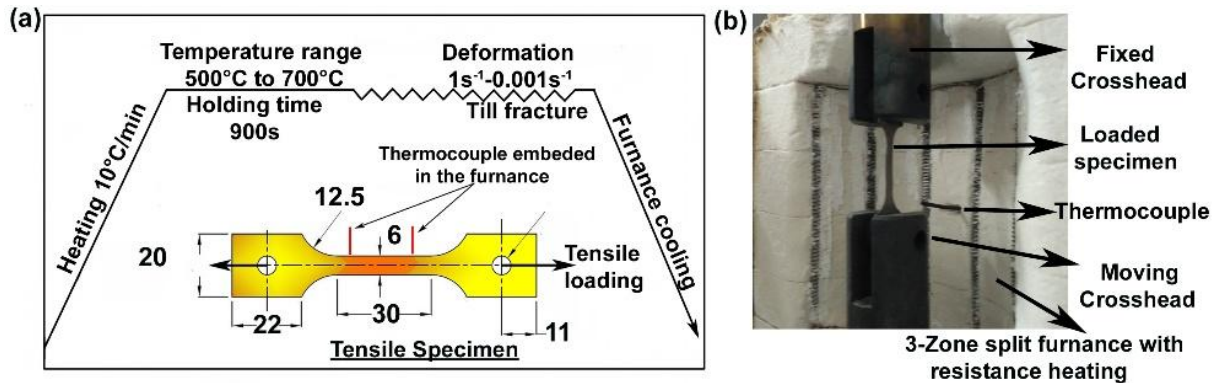 (a)
Temperature range
500°C to 700°C
Holding time
900s
Deformation
1s⁻¹-0.001s⁻¹
Till fracture
Heating 10°C/min
Furnance cooling
Thermocouple embeded
in the furnance
12.5
6
20
Tensile
loading
22
30
11
Tensile Specimen
(b)
Fixed
Crosshead
Loaded
specimen
Thermocouple
Moving
Crosshead
3-Zone split furnance with
resistance heating